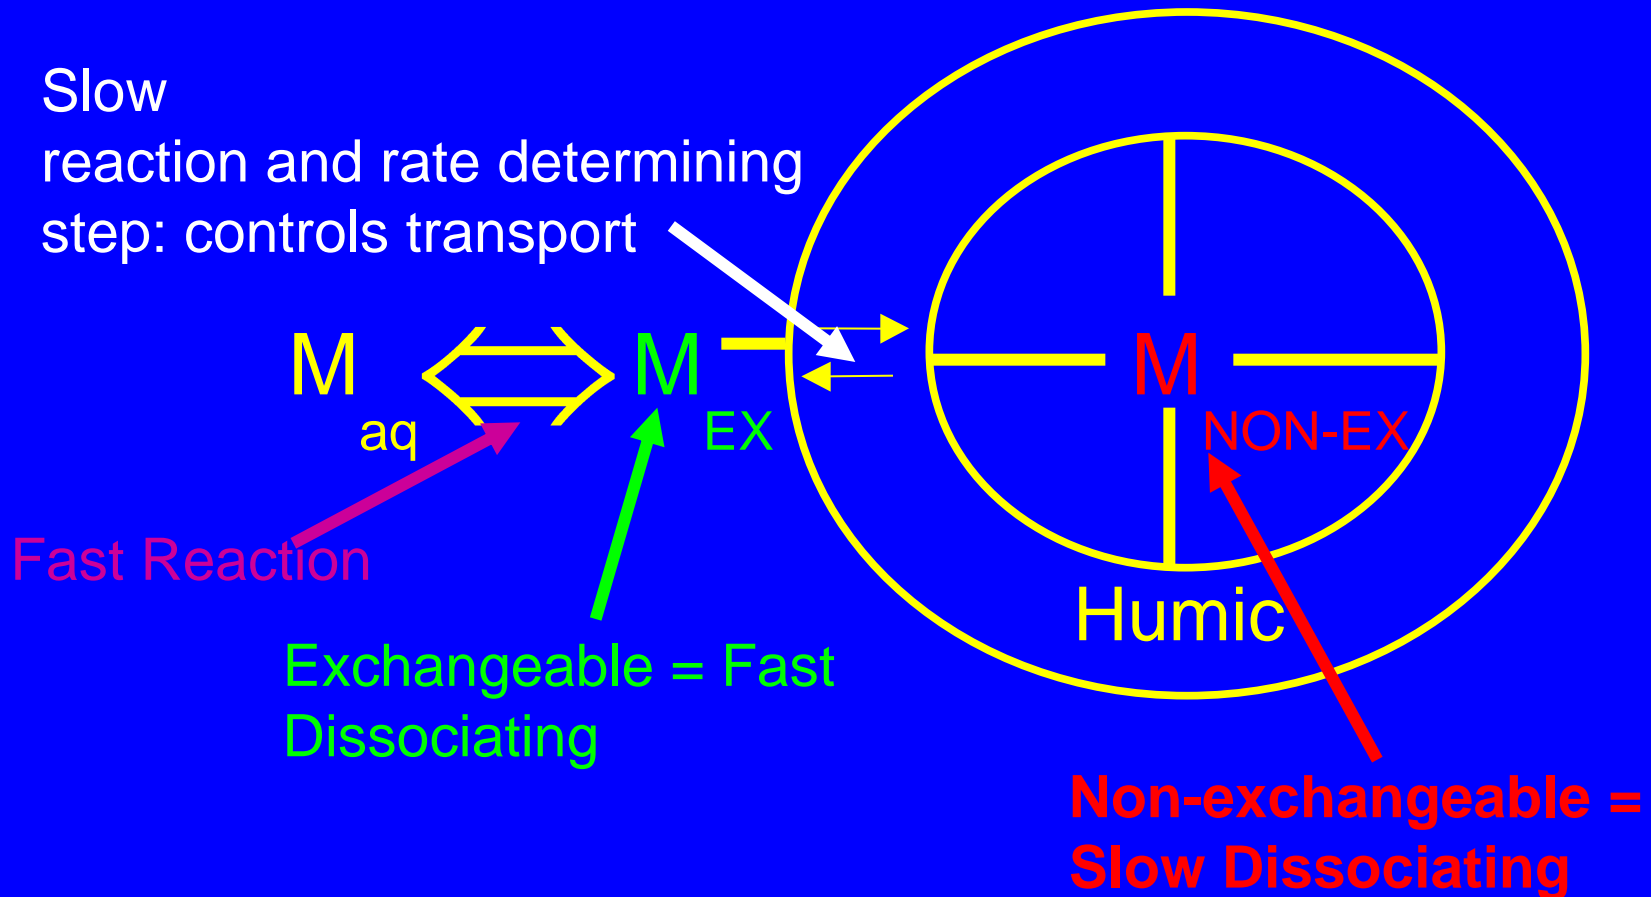 Slow
reaction and rate determining
step: controls transport
M aq M EX M NON-EX
Fast Reaction
Humic
Exchangeable = Fast
Dissociating
Non-exchangeable =
Slow Dissociating